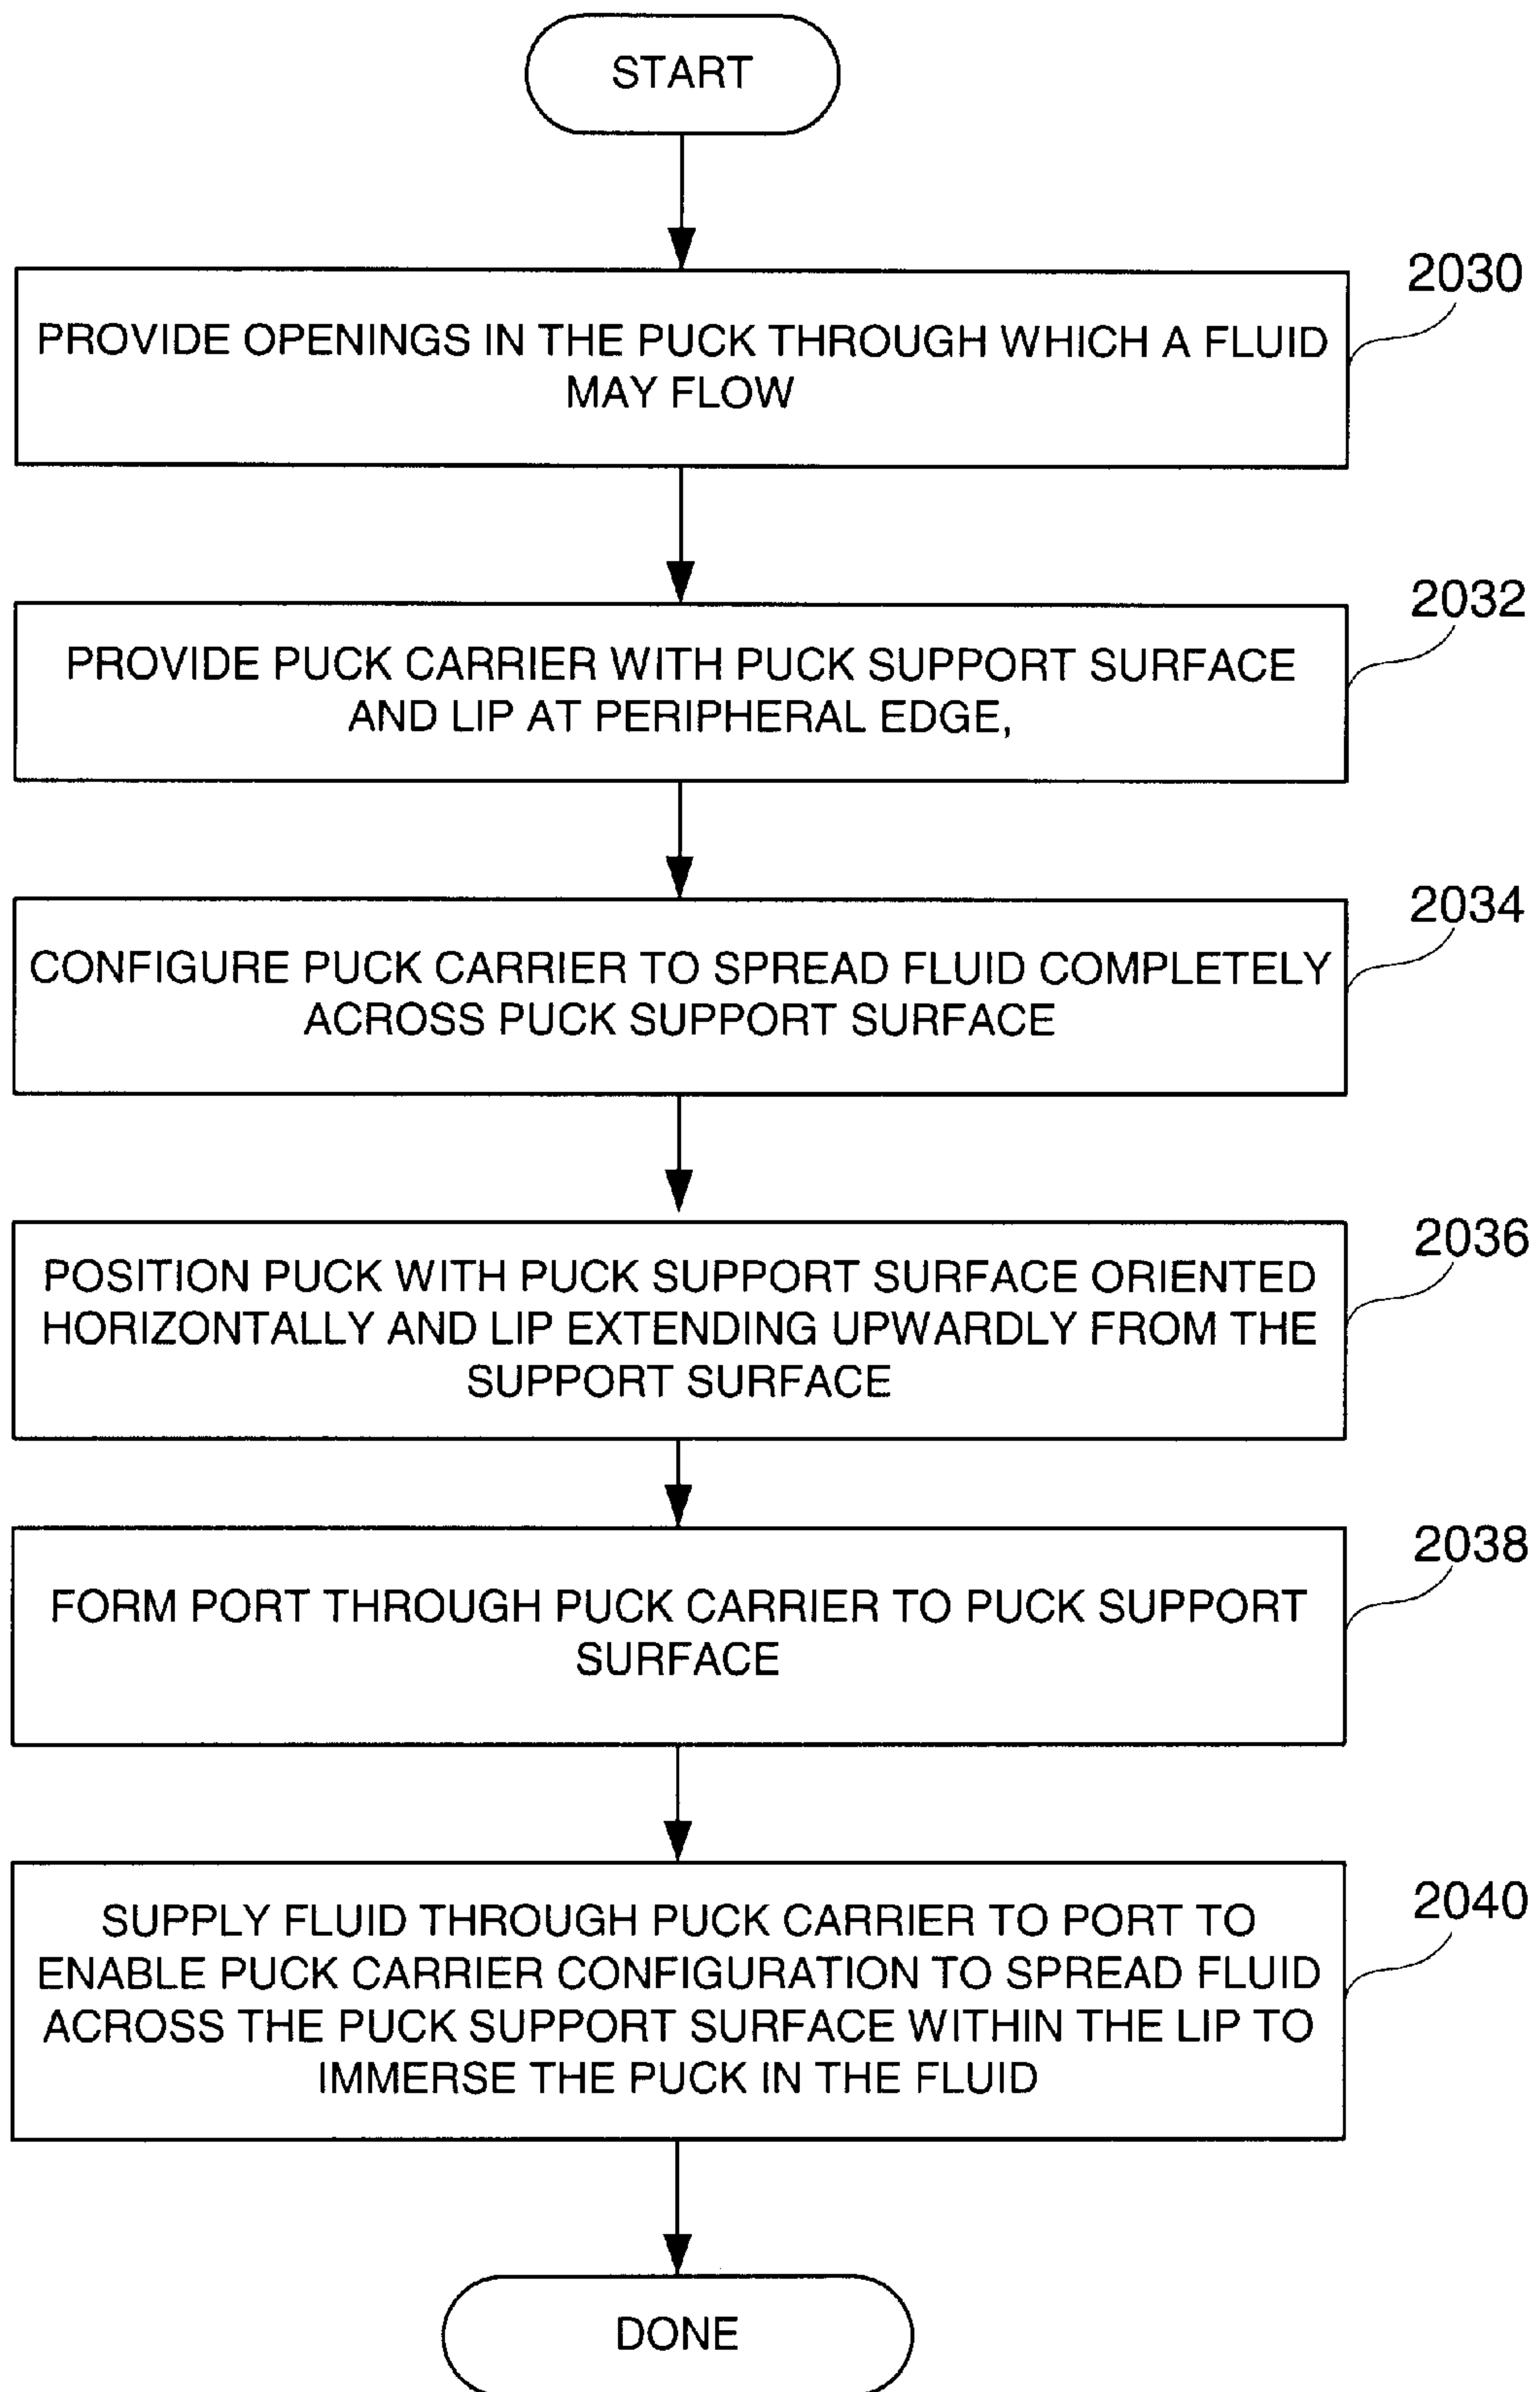 START
2030
PROVIDE OPENINGS IN THE PUCK THROUGH WHICH A FLUID
MAY FLOW
2032
PROVIDE PUCK CARRIER WITH PUCK SUPPORT SURFACE
AND LIP AT PERIPHERAL EDGE,
2034
CONFIGURE PUCK CARRIER TO SPREAD FLUID COMPLETELY
ACROSS PUCK SUPPORT SURFACE
2036
POSITION PUCK WITH PUCK SUPPORT SURFACE ORIENTED
HORIZONTALLY AND LIP EXTENDING UPWARDLY FROM THE
SUPPORT SURFACE
2038
FORM PORT THROUGH PUCK CARRIER TO PUCK SUPPORT
SURFACE
2040
SUPPLY FLUID THROUGH PUCK CARRIER TO PORT TO
ENABLE PUCK CARRIER CONFIGURATION TO SPREAD FLUID
ACROSS THE PUCK SUPPORT SURFACE WITHIN THE LIP TO
IMMERSE THE PUCK IN THE FLUID
DONE